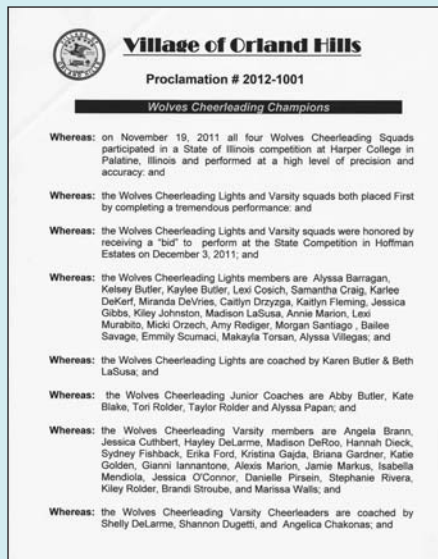 Village of Orland Hills
Proclamation # 2012-1001
Wolves Cheerleading Champions
Whereas: on November 19, 2011 all four Wolves Cheerleading Squads
participated in a State of Illinois competition at Harper College in
Palatine, Illinois and performed at a high level of precision and
accuracy: and
Whereas: the Wolves Cheerleading Lights and Varsity squads both placed First
by completing a tremendous performance: and
Whereas: the Wolves Cheerleading Lights and Varsity squads were honored by
receiving a "bid" to perform at the State Competition in Hoffman
Estates on December 3, 2011; and
Whereas: the Wolves Cheerleading Lights members are Alyssa Barragan,
Kelsey Butler, Kaylee Butler, Lexi Cosich, Samantha Craig, Karlee
DeKerf, Miranda DeVries, Caitlyn Drzyzga, Kaitlyn Fleming, Jessica
Gibbs, Kiley Johnston, Madison LaSusa, Annie Marion, Lexi
Murabito, Micki Orzech, Amy Rediger, Morgan Santiago , Bailee
Savage, Emmily Scumaci, Makayla Torsan, Alyssa Villegas; and
Whereas: the Wolves Cheerleading Lights are coached by Karen Butler & Beth
LaSusa; and
Whereas: the Wolves Cheerleading Junior Coaches are Abby Butler, Kate
Blake, Tori Rolder, Taylor Rolder and Alyssa Papan; and
Whereas: the Wolves Cheerleading Varsity members are Angela Brann,
Jessica Cuthbert, Hayley DeLarme, Madison DeRoo, Hannah Dieck,
Sydney Fishback, Erika Ford, Kristina Gajda, Briana Gardner, Katie
Golden, Gianni Iannantone, Alexis Marion, Jamie Markus, Isabella
Mendiola, Jessica O'Connor, Danielle Pirsein, Stephanie Rivera,
Kiley Rolder, Brandi Stroube, and Marissa Walls; and
Whereas: the Wolves Cheerleading Varsity Cheerleaders are coached by
Shelly DeLarme, Shannon Dugetti, and Angelica Chakonas; and